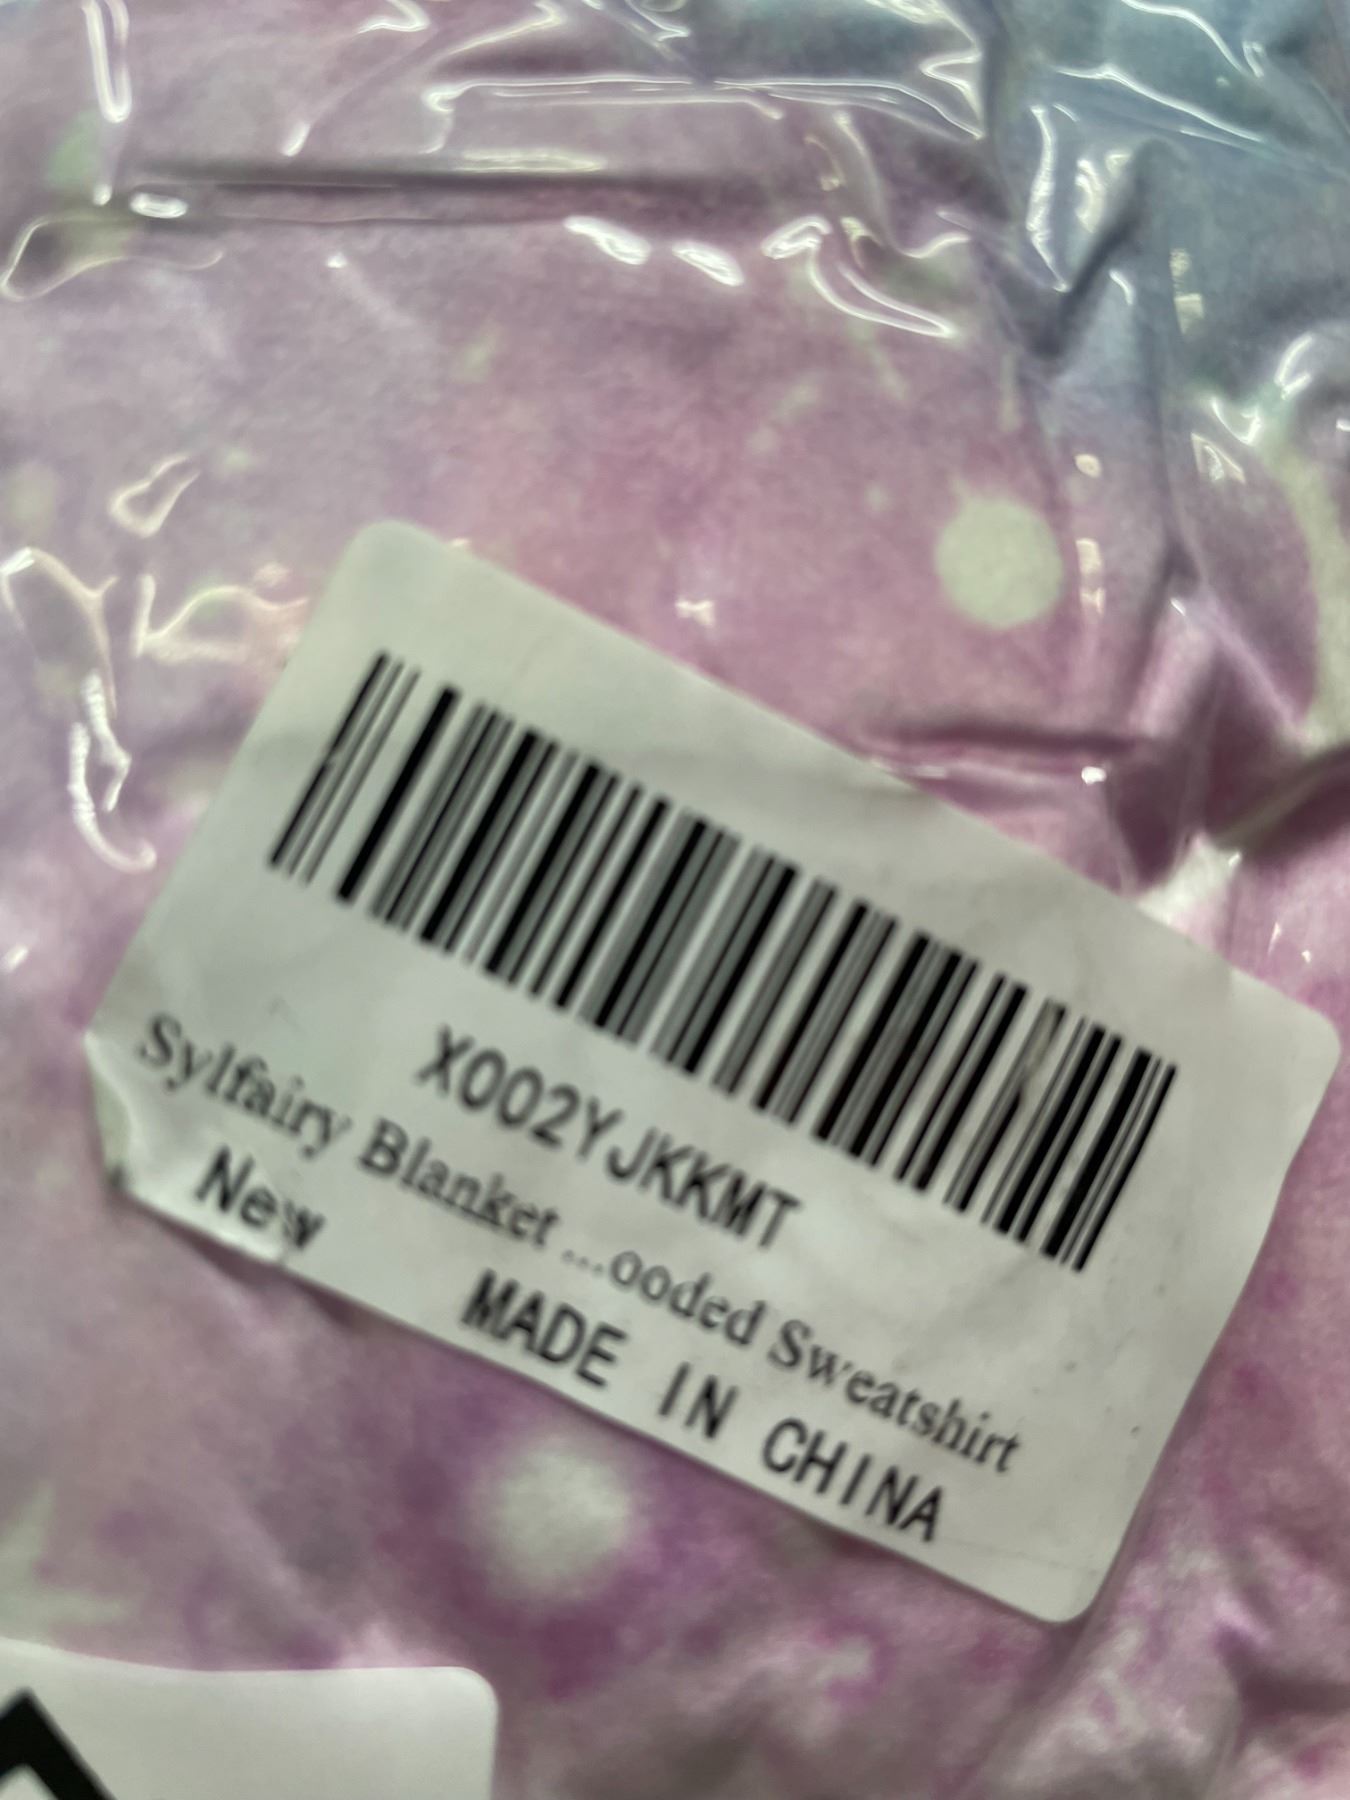 X002YJKKMT
Sylfairy Blanket ...ooded Sweatshirt
New
MADE IN CHINA